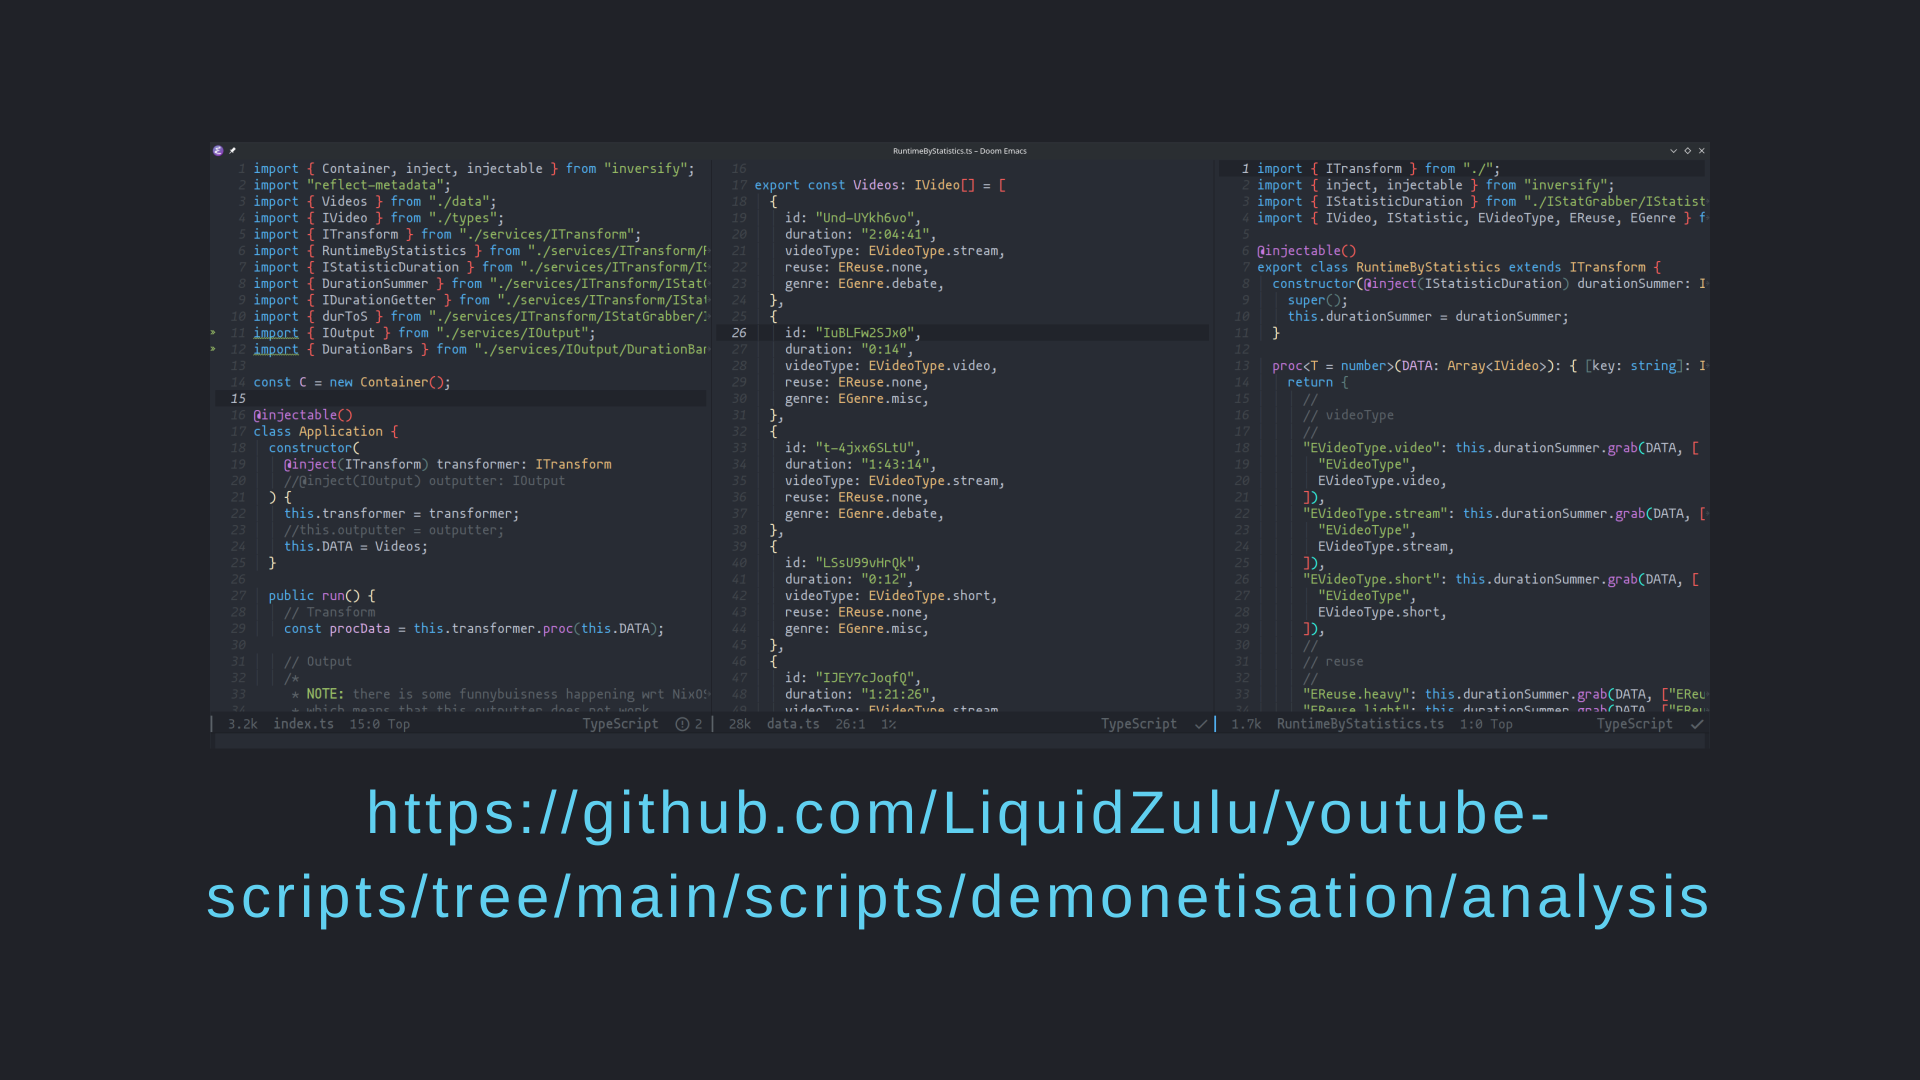 RuntimeByStatistics.ts – Doom Emacs
1 import { Container, inject, injectable } from "inversify";
2 import "reflect-metadata";
3 import { Videos } from "./data";
4 import { IVideo } from "./types";
5 import { ITransform } from "./services/ITransform";
6 import { RuntimeByStatistics } from "./services/ITransform/
7 import { IStatisticDuration } from "./services/ITransform/IS
8 import { DurationSummer } from "./services/ITransform/IStat
9 import { IDurationGetter } from "./services/ITransform/IStat
10 import { durToS } from "./services/ITransform/IStatGrabber/
» 11 import { IOutput } from "./services/IOutput";
» 12 import { DurationBars } from "./services/IOutput/DurationBar
13
14 const C = new Container();
15
16 @injectable()
17 class Application {
18 constructor(
19 @inject(ITransform) transformer: ITransform
20 //@inject(IOutput) outputter: IOutput
21 ) {
22 this.transformer = transformer;
23 //this.outputter = outputter;
24 this.DATA = Videos;
25 }
26
27 public run() {
28 // Transform
29 const procData = this.transformer.proc(this.DATA);
30
31 // Output
32 /*
33 * NOTE: there is some funnybuisness happening wrt NixOS
34 * which means that this outputter does not work
3.2k index.ts 15:0 Top TypeScript 2
16
17 export const Videos: IVideo[] = [
18 {
19 id: "Und-UYkh6vo",
20 duration: "2:04:41",
21 videoType: EVideoType.stream,
22 reuse: EReuse.none,
23 genre: EGenre.debate,
24 },
25 {
26 id: "IuBLFw2SJx0",
27 duration: "0:14",
28 videoType: EVideoType.video,
29 reuse: EReuse.none,
30 genre: EGenre.misc,
31 },
32 {
33 id: "t-4jxx6SLtU",
34 duration: "1:43:14",
35 videoType: EVideoType.stream,
36 reuse: EReuse.none,
37 genre: EGenre.debate,
38 },
39 {
40 id: "LSsU99vHrQk",
41 duration: "0:12",
42 videoType: EVideoType.short,
43 reuse: EReuse.none,
44 genre: EGenre.misc,
45 },
46 {
47 id: "IJEY7cJoqfQ",
48 duration: "1:21:26",
49 videoType: EVideoType.stream
28k data.ts 26:1 1% TypeScript
1 import { ITransform } from "./";
2 import { inject, injectable } from "inversify";
3 import { IStatisticDuration } from "./IStatGrabber/IStatist
4 import { IVideo, IStatistic, EVideoType, EReuse, EGenre } f
5
6 @injectable()
7 export class RuntimeByStatistics extends ITransform {
8 constructor(@inject(IStatisticDuration) durationSummer: I
9 super();
10 this.durationSummer = durationSummer;
11 }
12
13 proc<T = number>(DATA: Array<IVideo>): { [key: string]: I
14 return {
15 //
16 // videoType
17 //
18 "EVideoType.video": this.durationSummer.grab(DATA, [
19 "EVideoType",
20 EVideoType.video,
21 ]),
22 "EVideoType.stream": this.durationSummer.grab(DATA, [
23 "EVideoType",
24 EVideoType.stream,
25 ]),
26 "EVideoType.short": this.durationSummer.grab(DATA, [
27 "EVideoType",
28 EVideoType.short,
29 ]),
30 //
31 // reuse
32 //
33 "EReuse.heavy": this.durationSummer.grab(DATA, ["EReu
34 "EReuse.light": this.durationSummer.grab(DATA, ["EReu
1.7k RuntimeByStatistics.ts 1:0 Top TypeScript
https://github.com/LiquidZulu/youtube-
scripts/tree/main/scripts/demonetisation/analysis